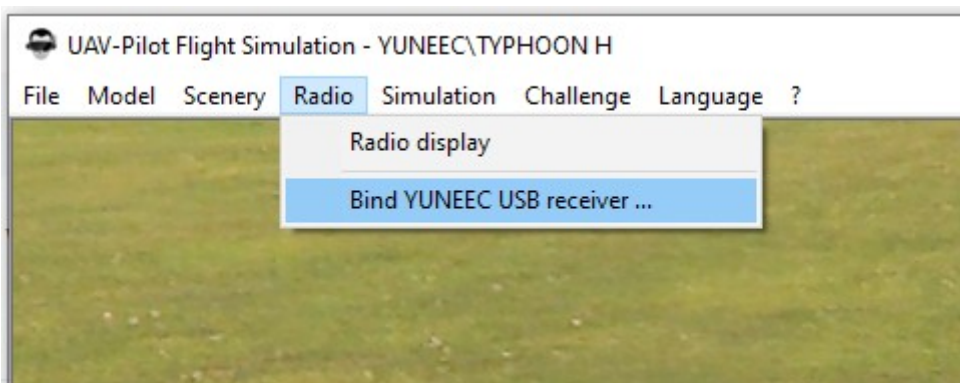 UAV-Pilot Flight Simulation - YUNEEC\TYPHOON H
File Model Scenery Radio Simulation Challenge Language ?
Radio display
Bind YUNEEC USB receiver ...